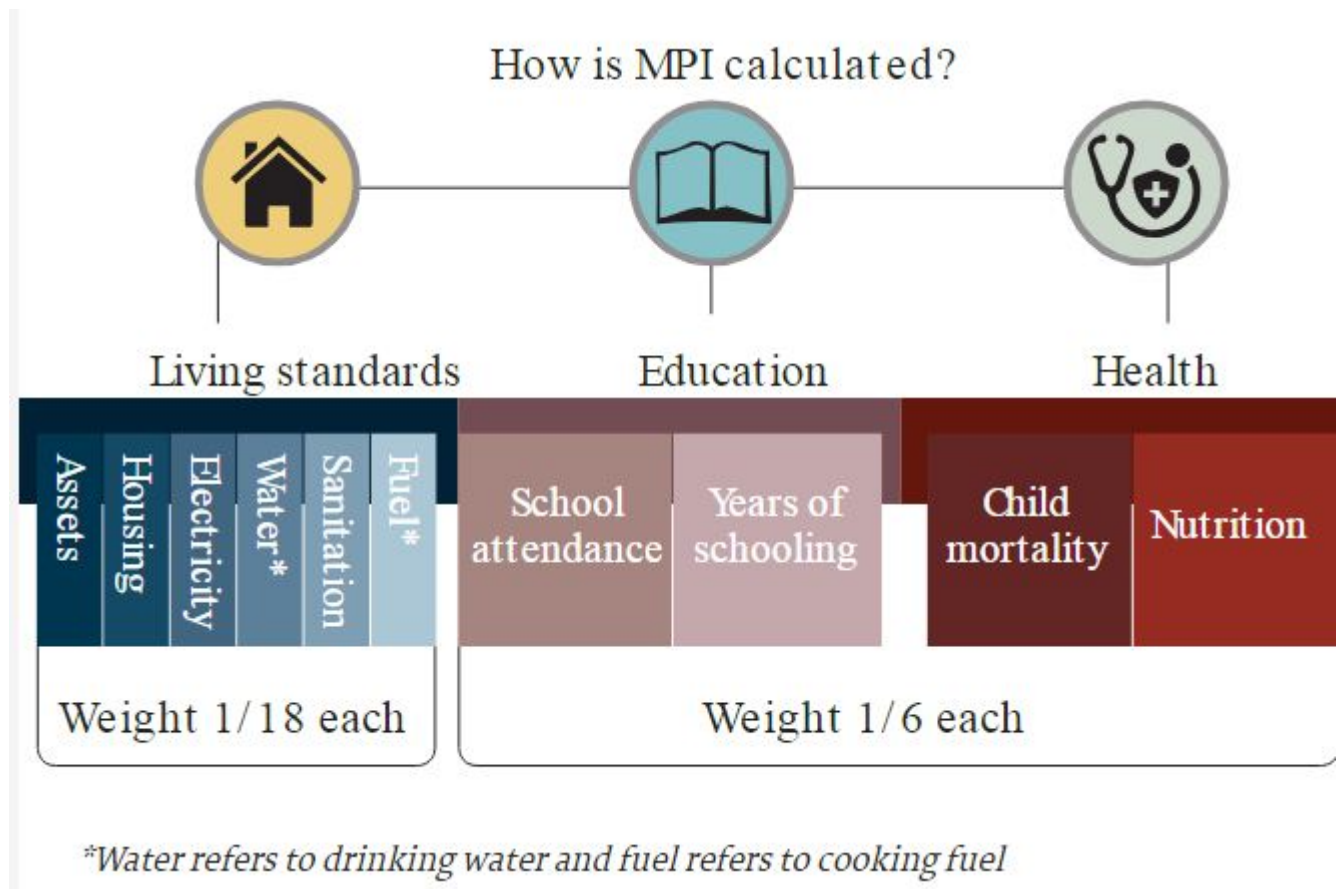 How is MPI calculated?
Living standards
Education
Health
Assets
Housing
Electricity
Water*
Sanitation
Fuel*
School
attendance
Years of
schooling
Child
mortality
Nutrition
Weight 1/18 each
Weight 1/6 each
*Water refers to drinking water and fuel refers to cooking fuel